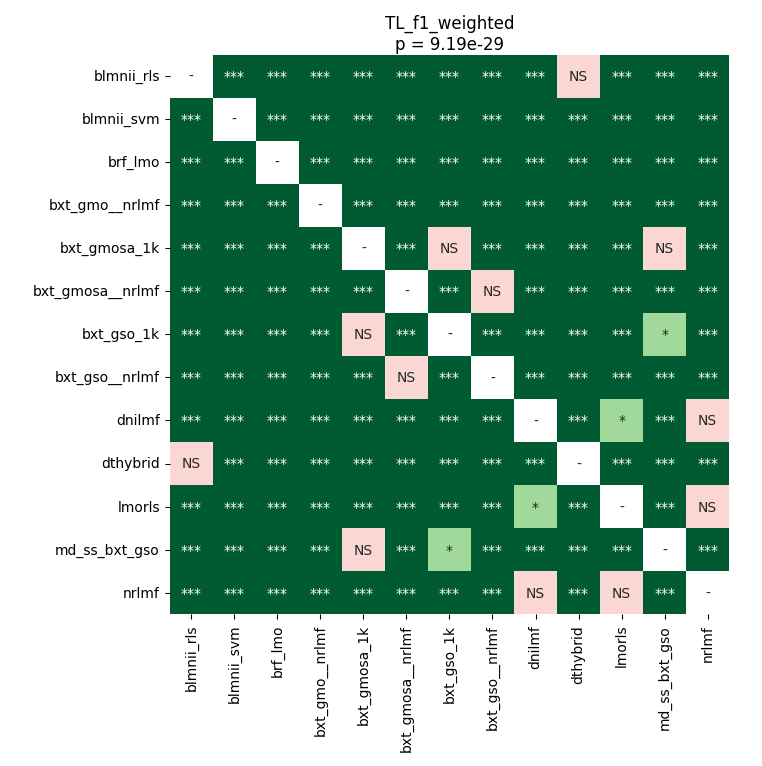 TL_f1_weighted
p = 9.19e-29
blmnii_rls - *** *** *** *** *** *** *** *** NS *** *** ***
blmnii_svm *** - *** *** *** *** *** *** *** *** *** *** ***
brf_lmo *** *** - *** *** *** *** *** *** *** *** *** ***
bxt_gmo__nrlmf *** *** *** - *** *** *** *** *** *** *** *** ***
bxt_gmosa_1k *** *** *** *** - *** NS *** *** *** *** NS ***
bxt_gmosa__nrlmf *** *** *** *** *** - *** NS *** *** *** *** ***
bxt_gso_1k *** *** *** *** NS *** - *** *** *** *** * ***
bxt_gso__nrlmf *** *** *** *** *** NS *** - *** *** *** *** ***
dnilmf *** *** *** *** *** *** *** *** - *** * *** NS
dthybrid NS *** *** *** *** *** *** *** *** - *** *** ***
lmorls *** *** *** *** *** *** *** *** * *** - *** NS
md_ss_bxt_gso *** *** *** *** NS *** * *** *** *** *** - ***
nrlmf *** *** *** *** *** *** *** *** NS *** NS *** -
blmnii_rls
blmnii_svm
brf_lmo
bxt_gmo__nrlmf
bxt_gmosa_1k
bxt_gmosa__nrlmf
bxt_gso_1k
bxt_gso__nrlmf
dnilmf
dthybrid
lmorls
md_ss_bxt_gso
nrlmf